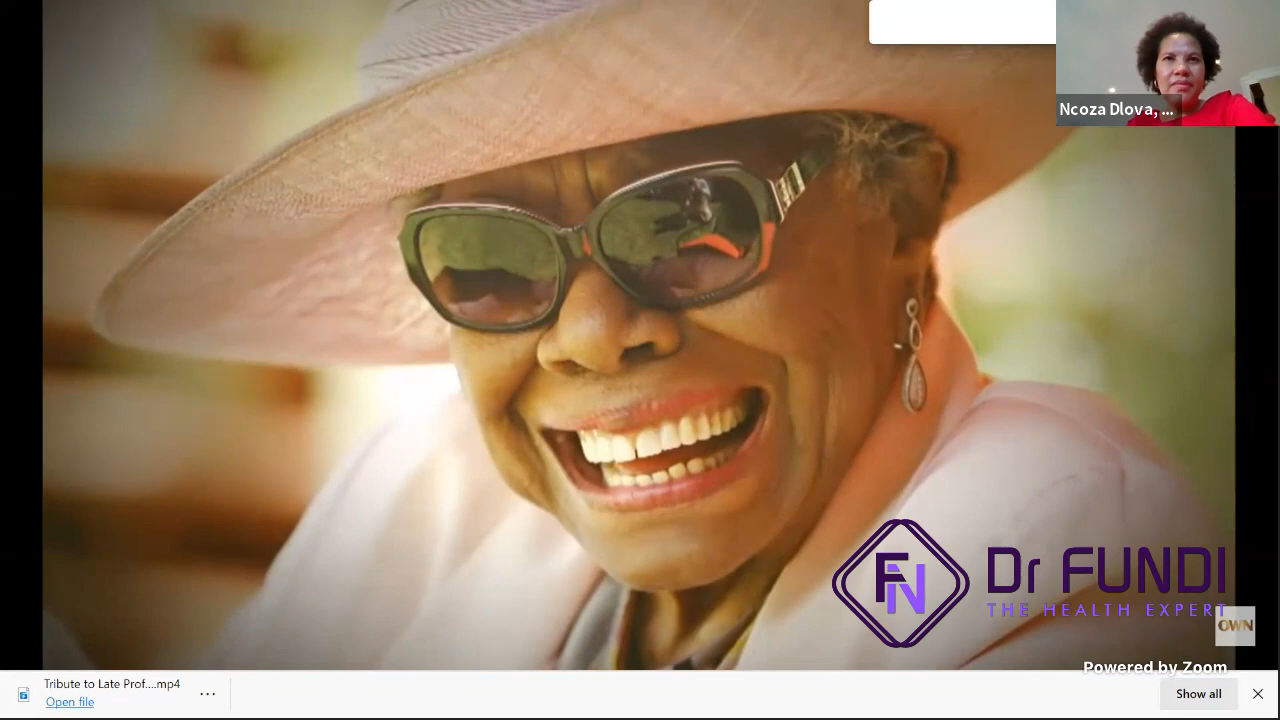 Ncoza Dlova, ...
FN
Dr FUNDI
THE HEALTH EXPERT
OWN
Powered by Zoom
Tribute to Late Prof....mp4
Open file
Show all